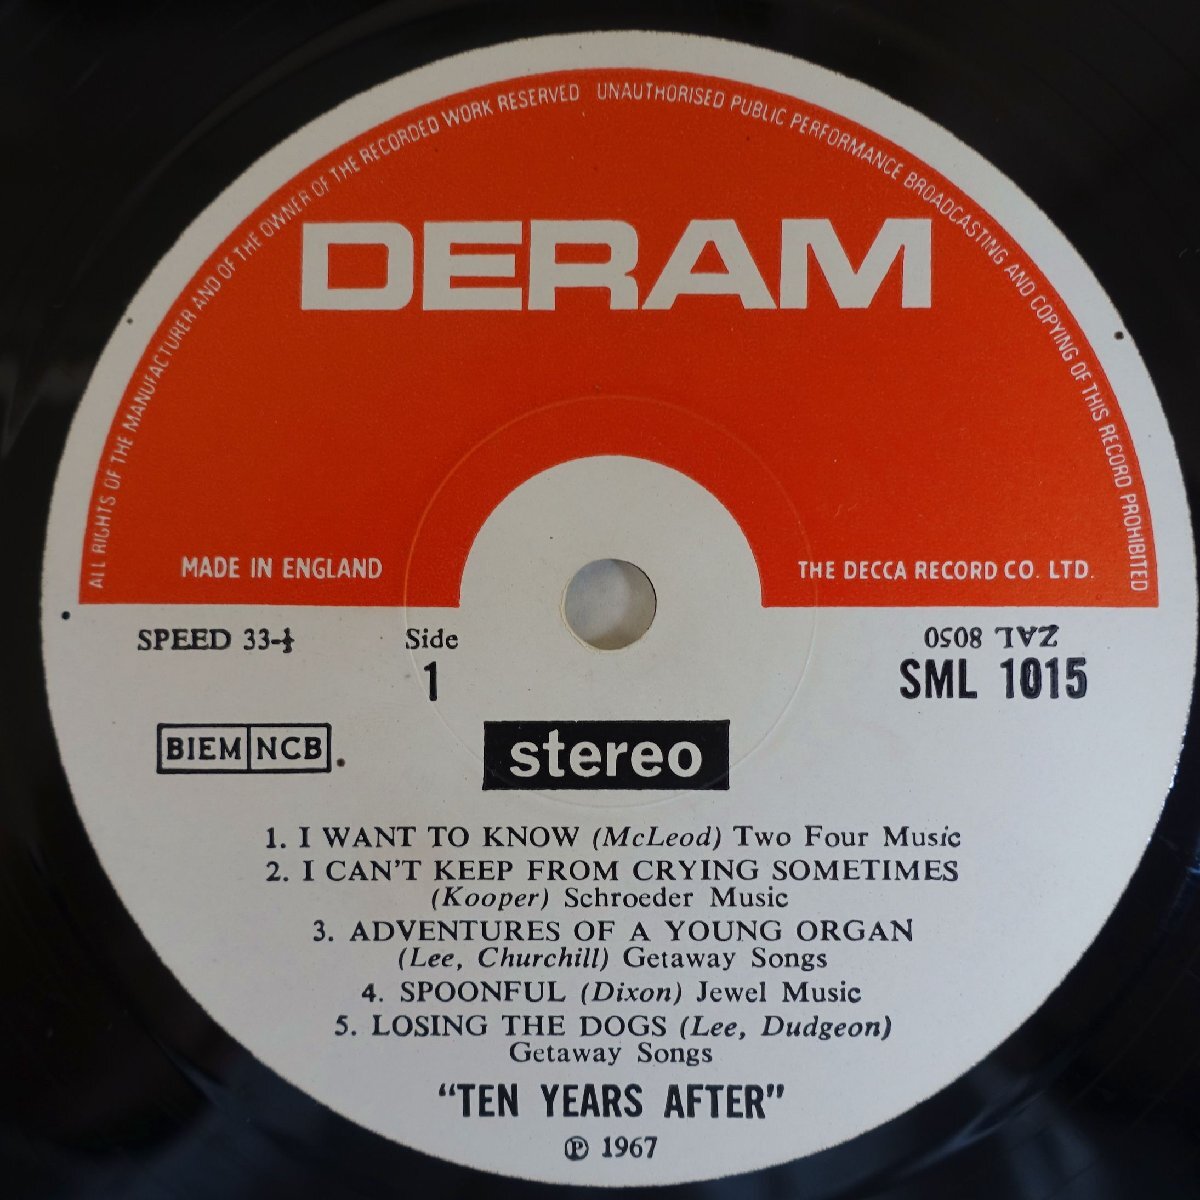 ALL RIGHTS OF THE MANUFACTURER AND OF THE OWNER OF THE RECORDED WORK RESERVED UNAUTHORISED PUBLIC PERFORMANCE BROADCASTING AND COPYING OF THIS RECORD PROHIBITED
DERAM
MADE IN ENGLAND
THE DECCA RECORD CO. LTD.
SPEED 33-⅓
Side
1
ZAL 8050
SML 1015
BIEM NCB.
stereo
1. I WANT TO KNOW (McLeod) Two Four Music
2. I CAN'T KEEP FROM CRYING SOMETIMES
(Kooper) Schroeder Music
3. ADVENTURES OF A YOUNG ORGAN
(Lee, Churchill) Getaway Songs
4. SPOONFUL (Dixon) Jewel Music
5. LOSING THE DOGS (Lee, Dudgeon)
Getaway Songs
"TEN YEARS AFTER"
℗ 1967